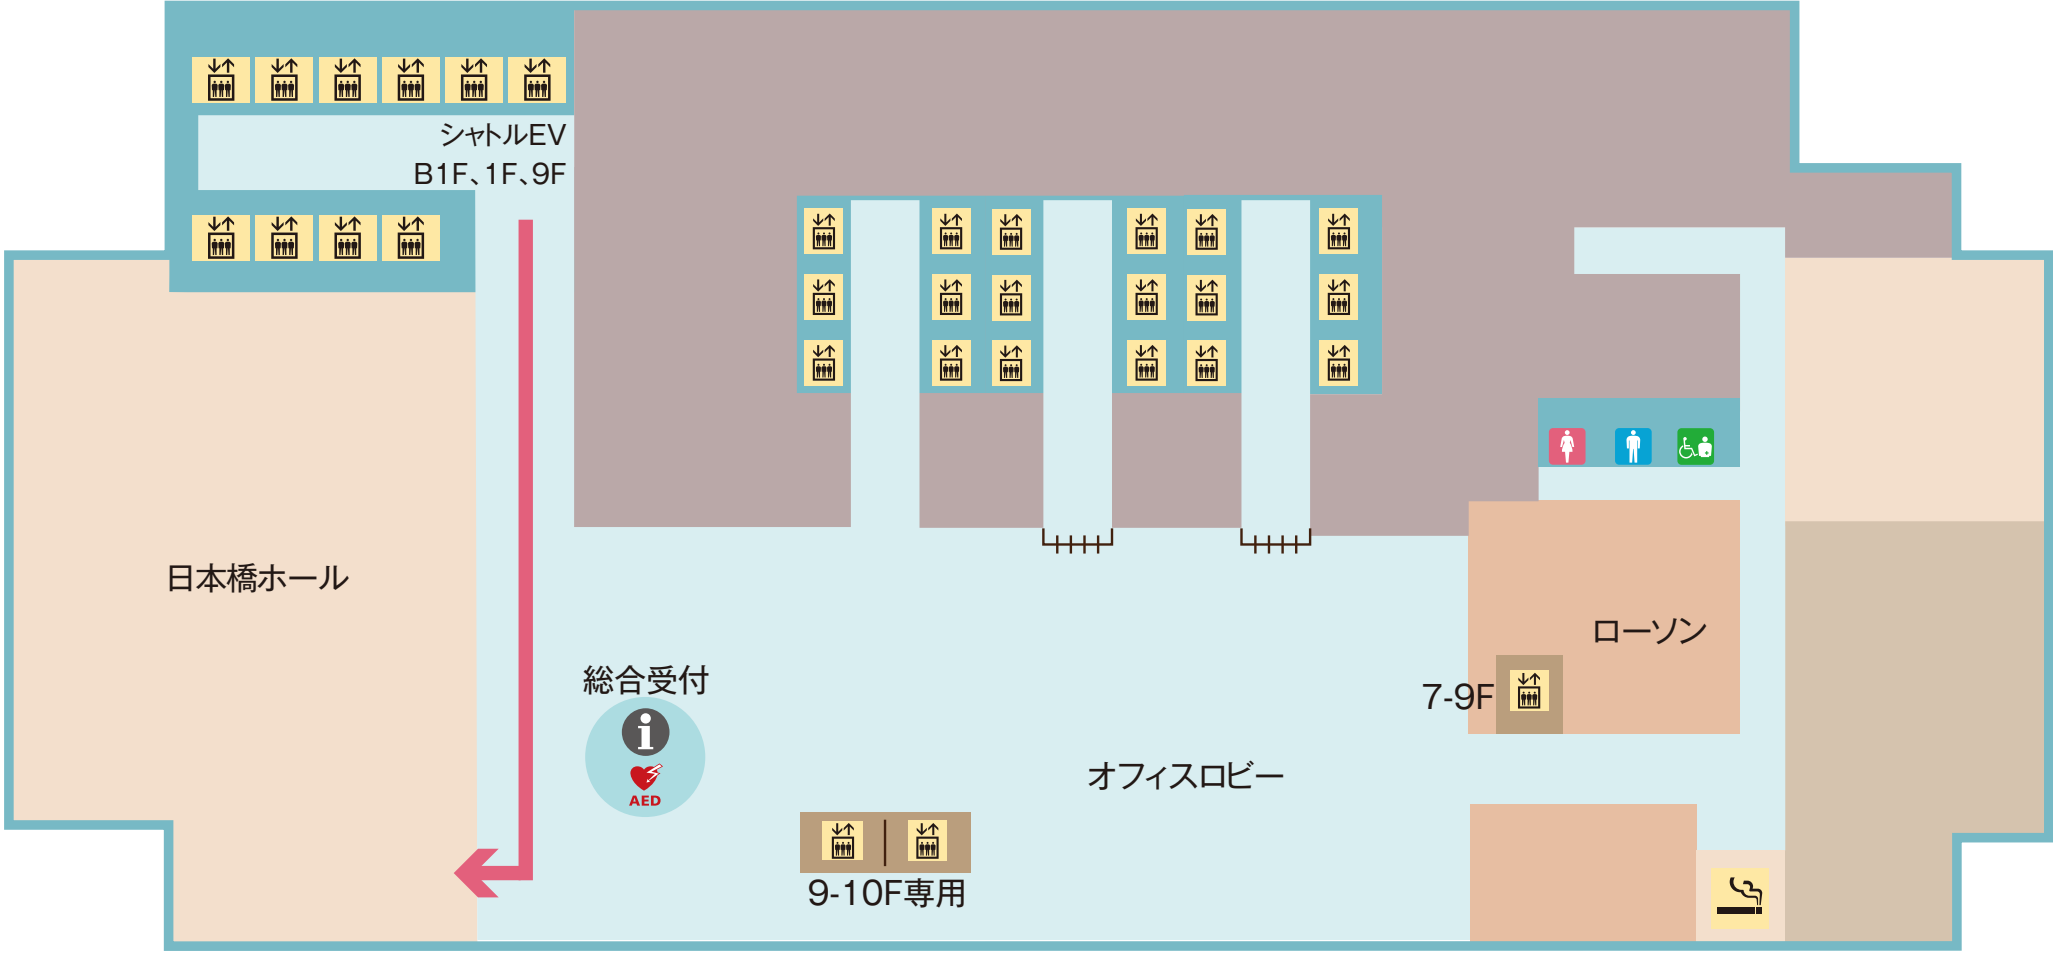 シャトルEV
B1F、1F、9F
日本橋ホール
ローソン
総合受付
7-9F
i
オフィスロビー
AED
9-10F専用